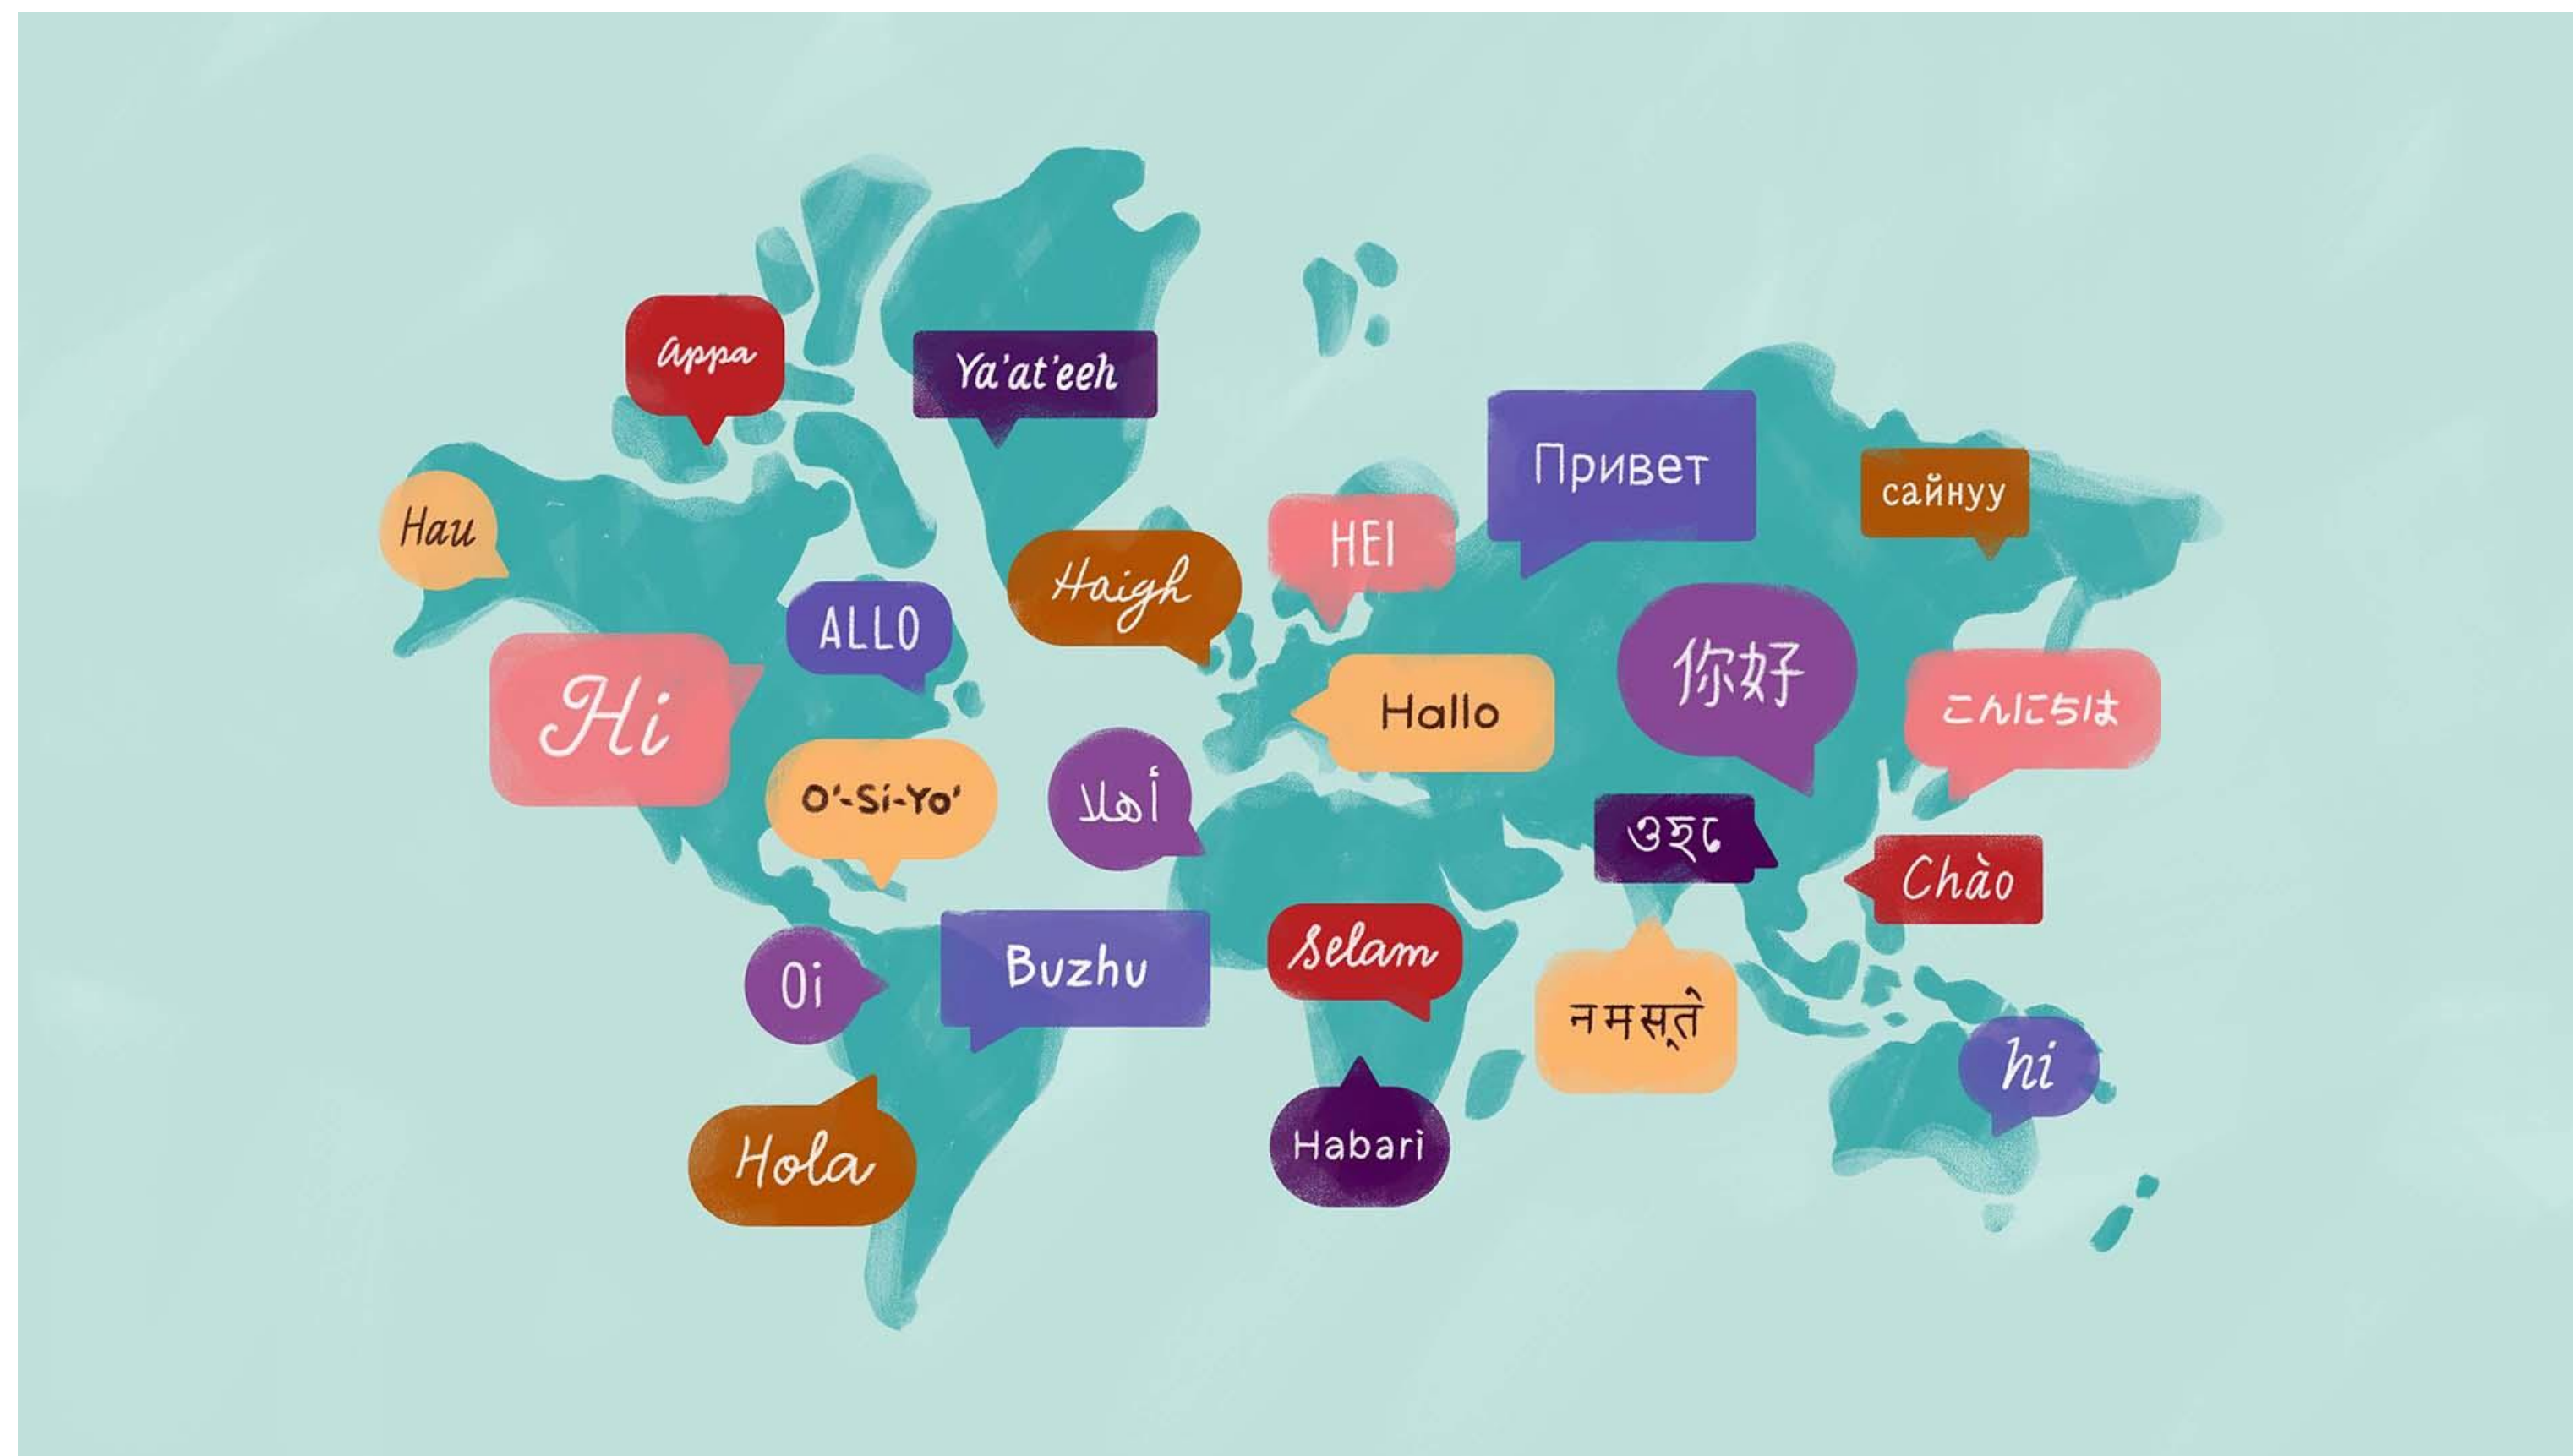 appa
Ya'at'eeh
Привет
сайнуу
Hau
HEI
Haigh
ALLO
你好
Hi
Hallo
こんにちは
O'-Si-Yo'
أهلا
Chào
Selam
Buzhu
Oi
नमस्ते
hi
Habari
Hola